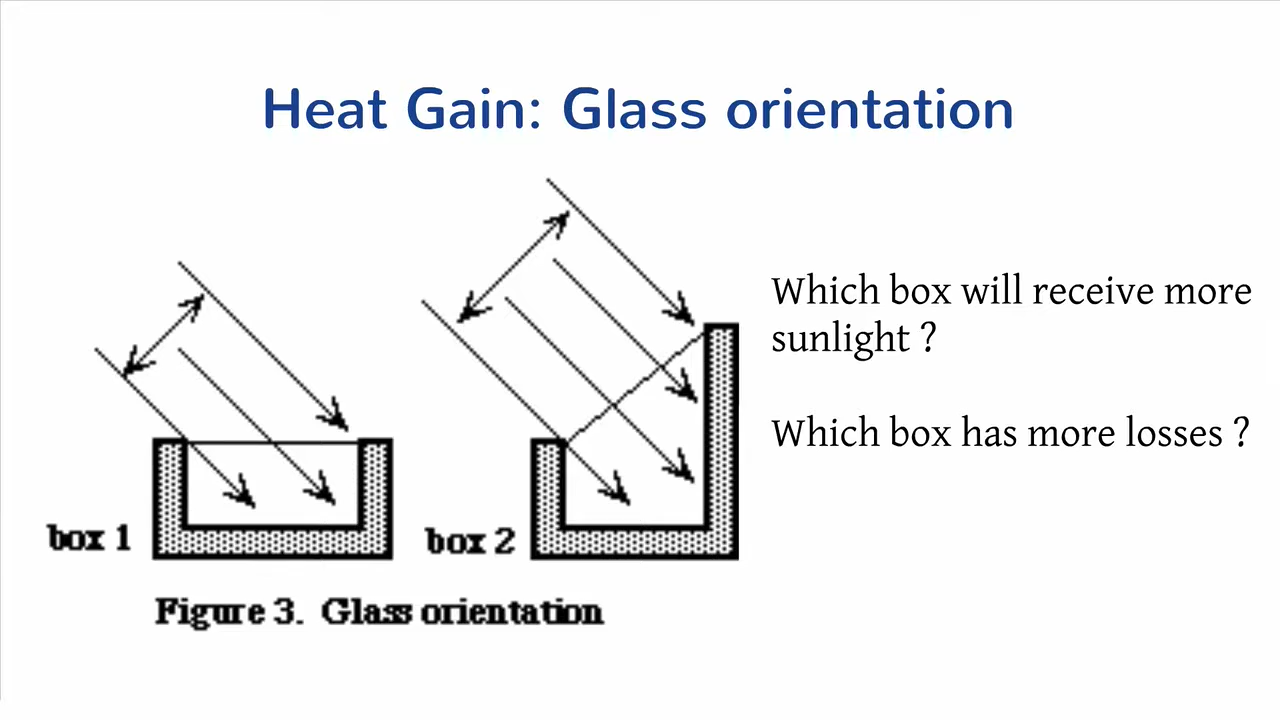 Heat Gain: Glass orientation
Which box will receive more
sunlight ?
Which box has more losses ?
box 1
box 2
Figure 3. Glass orientation